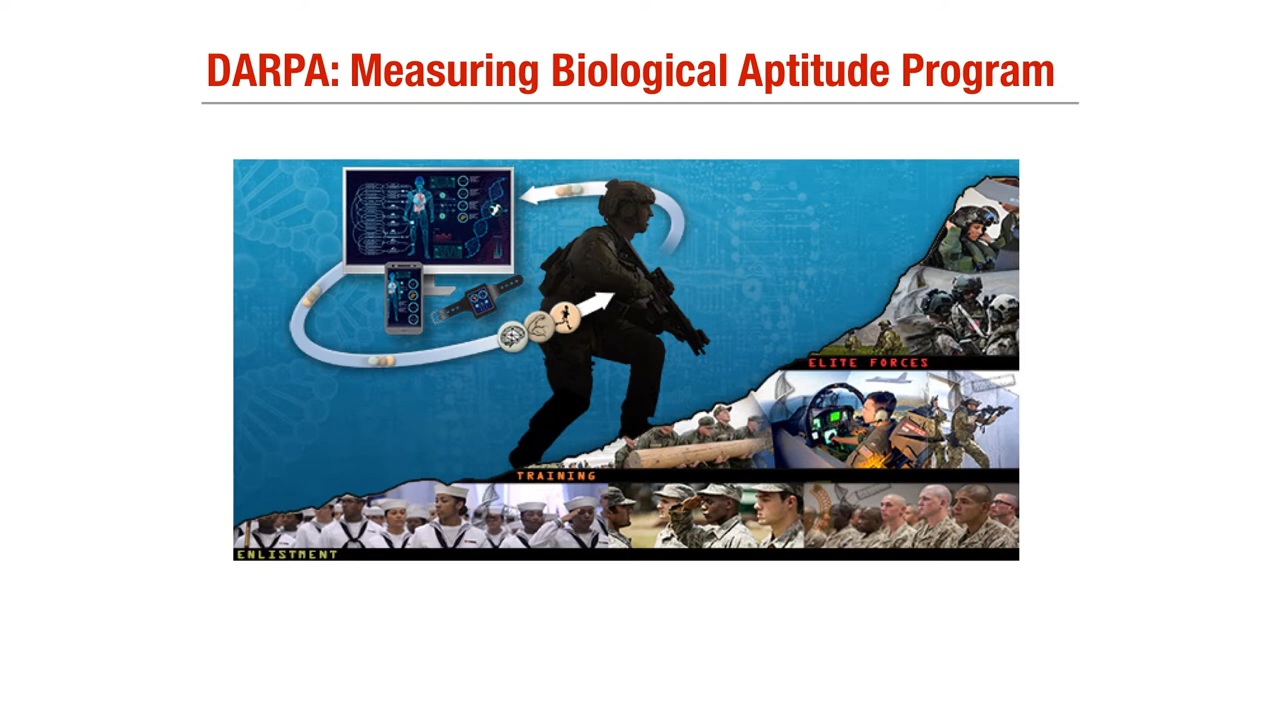 DARPA: Measuring Biological Aptitude Program
ELITE FORCES
TRAINING
ENLISTMENT